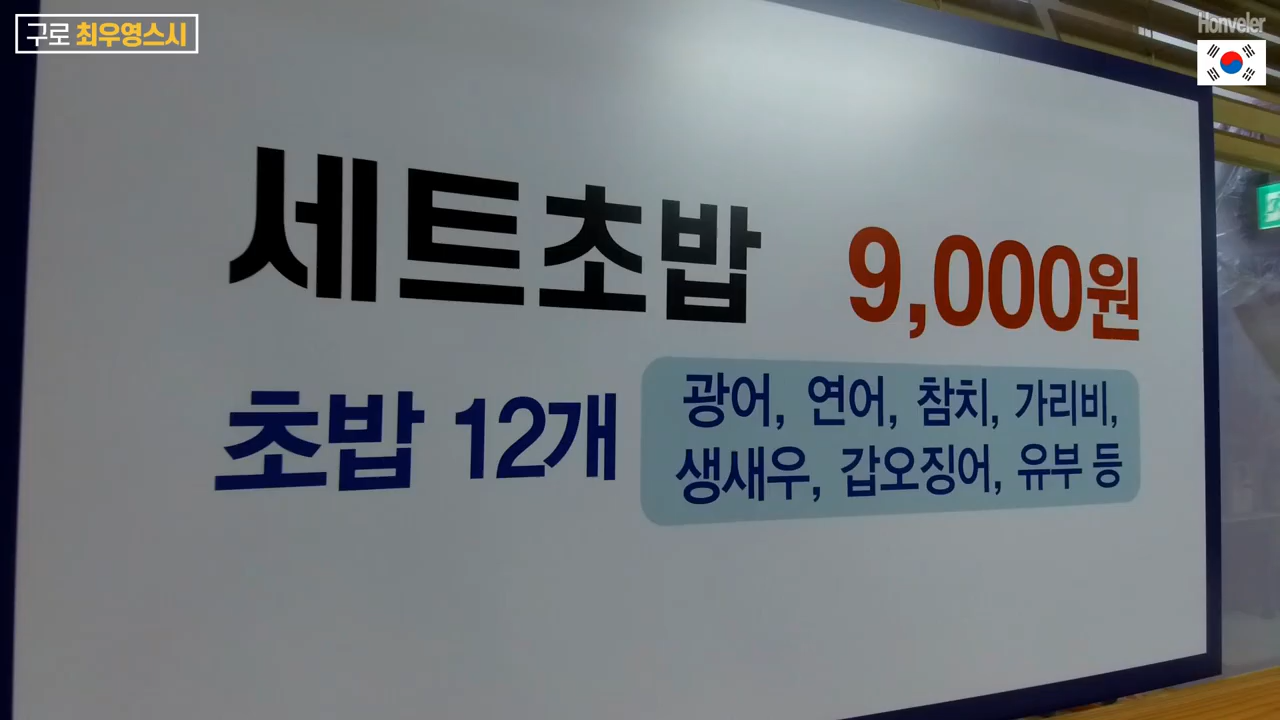 구로 최우영스시
Honveler
세트초밥 9,000원
초밥 12개
광어, 연어, 참치, 가리비,
생새우, 갑오징어, 유부 등